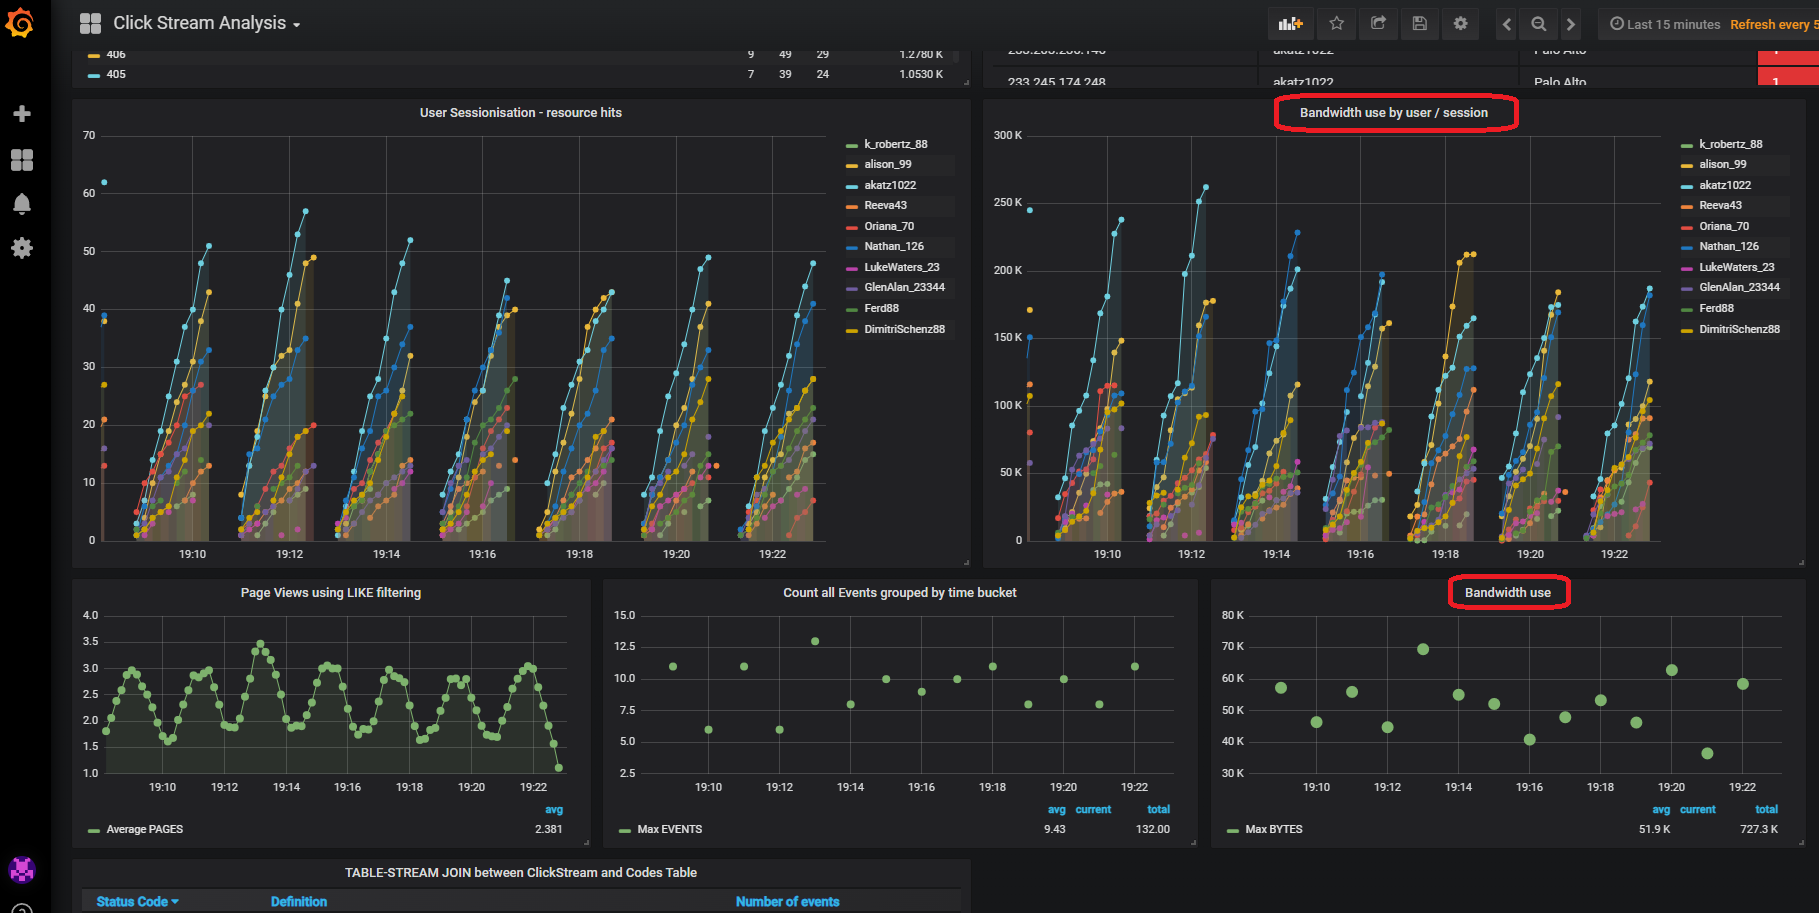 Click Stream Analysis
Last 15 minutes Refresh every 5
406 9 49 29 1.2780 K
405 7 39 24 1.0530 K
akatz1022 Palo Alto
233.245.174.248 akatz1022 Palo Alto 1
User Sessionisation - resource hits
70
60
50
40
30
20
10
0
19:10 19:12 19:14 19:16 19:18 19:20 19:22
k_robertz_88
alison_99
akatz1022
Reeva43
Oriana_70
Nathan_126
LukeWaters_23
GlenAlan_23344
Ferd88
DimitriSchenz88
Bandwidth use by user / session
300 K
250 K
200 K
150 K
100 K
50 K
0
19:10 19:12 19:14 19:16 19:18 19:20 19:22
k_robertz_88
alison_99
akatz1022
Reeva43
Oriana_70
Nathan_126
LukeWaters_23
GlenAlan_23344
Ferd88
DimitriSchenz88
Page Views using LIKE filtering
4.0
3.5
3.0
2.5
2.0
1.5
1.0
19:10 19:12 19:14 19:16 19:18 19:20 19:22
avg
Average PAGES 2.381
Count all Events grouped by time bucket
15.0
12.5
10.0
7.5
5.0
2.5
19:10 19:12 19:14 19:16 19:18 19:20 19:22
avg current total
Max EVENTS 9.43 132.00
Bandwidth use
80 K
70 K
60 K
50 K
40 K
30 K
19:10 19:12 19:14 19:16 19:18 19:20 19:22
avg current total
Max BYTES 51.9 K 727.3 K
TABLE-STREAM JOIN between ClickStream and Codes Table
Status Code Definition Number of events